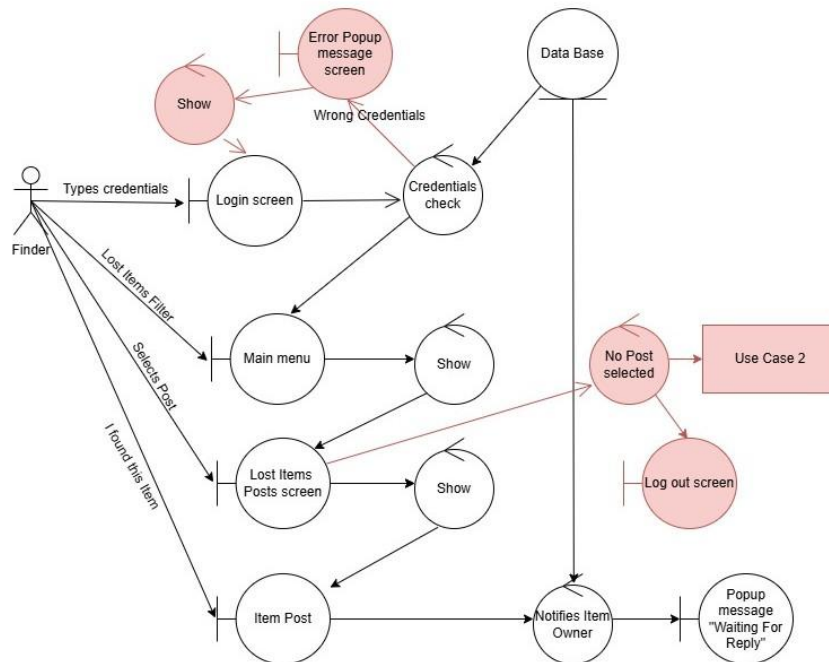 Error Popup
message
screen
Data Base
Show
Wrong Credentials
Types credentials
Login screen
Credentials
check
Finder
Lost Items Filter
Main menu
Show
No Post
selected
Use Case 2
Selects Post
I found this Item
Lost Items
Posts screen
Show
Log out screen
Item Post
Notifies Item
Owner
Popup
message
"Waiting For
Reply"